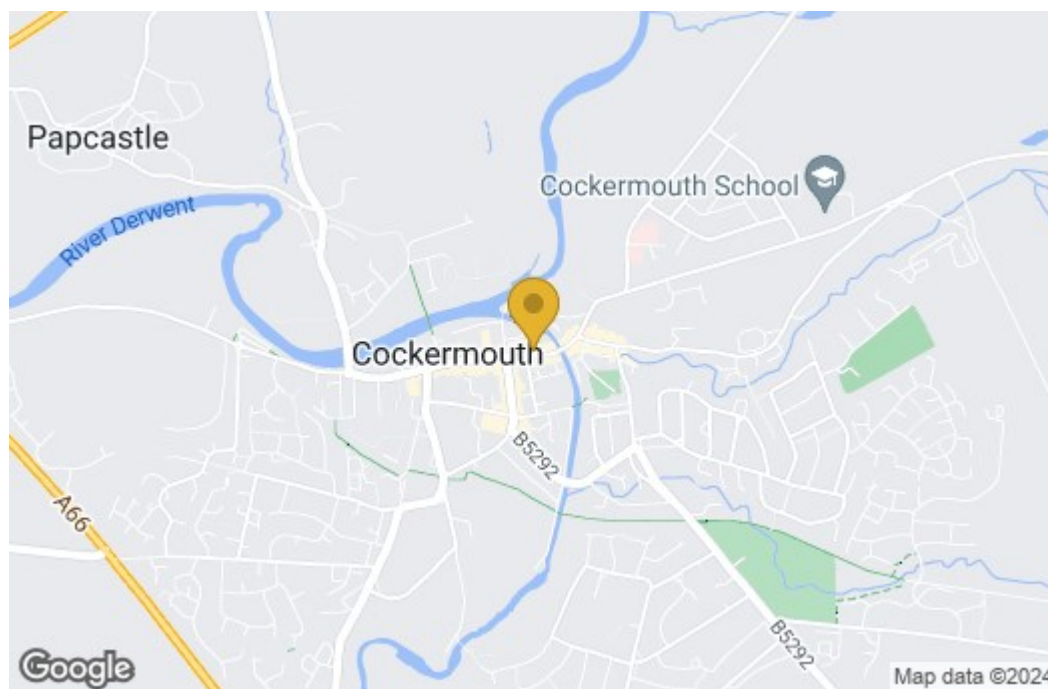 Papcastle
Cockermouth School
River Derwent
Cockermouth
B5292
A66
B5292
Google
Map data ©2024